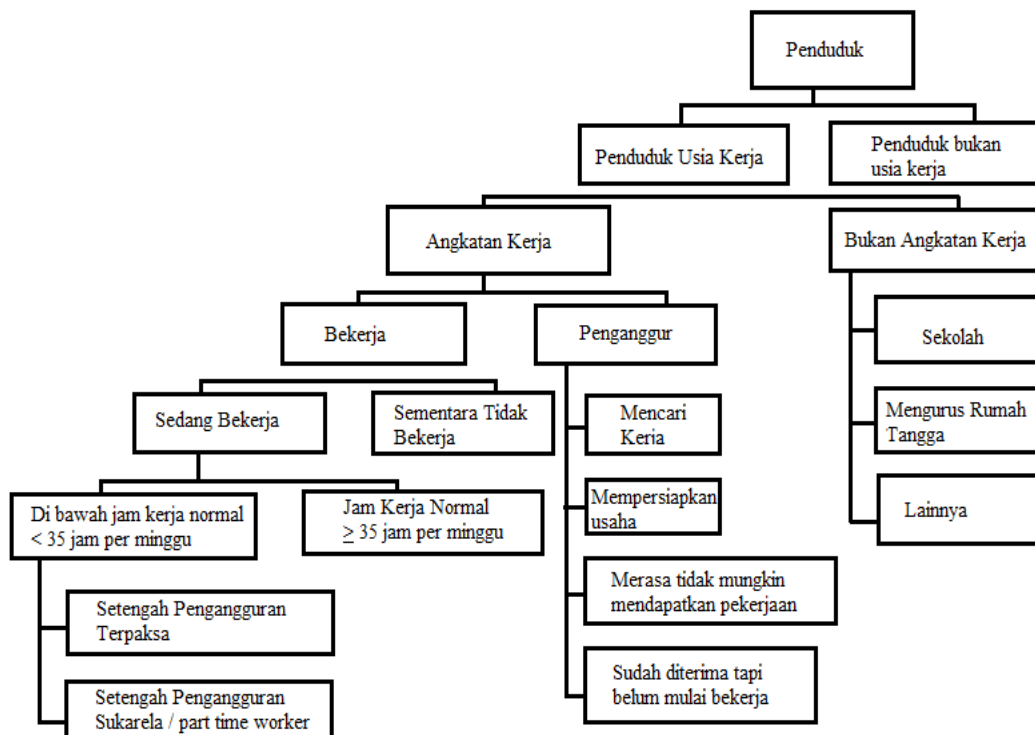 Penduduk
Penduduk Usia Kerja
Penduduk bukan
usia kerja
Angkatan Kerja
Bukan Angkatan Kerja
Bekerja
Penganggur
Sekolah
Sedang Bekerja
Sementara Tidak
Bekerja
Mencari
Kerja
Mengurus Rumah
Tangga
Di bawah jam kerja normal
< 35 jam per minggu
Jam Kerja Normal
≥ 35 jam per minggu
Mempersiapkan
usaha
Lainnya
Setengah Pengangguran
Terpaksa
Merasa tidak mungkin
mendapatkan pekerjaan
Setengah Pengangguran
Sukarela / part time worker
Sudah diterima tapi
belum mulai bekerja